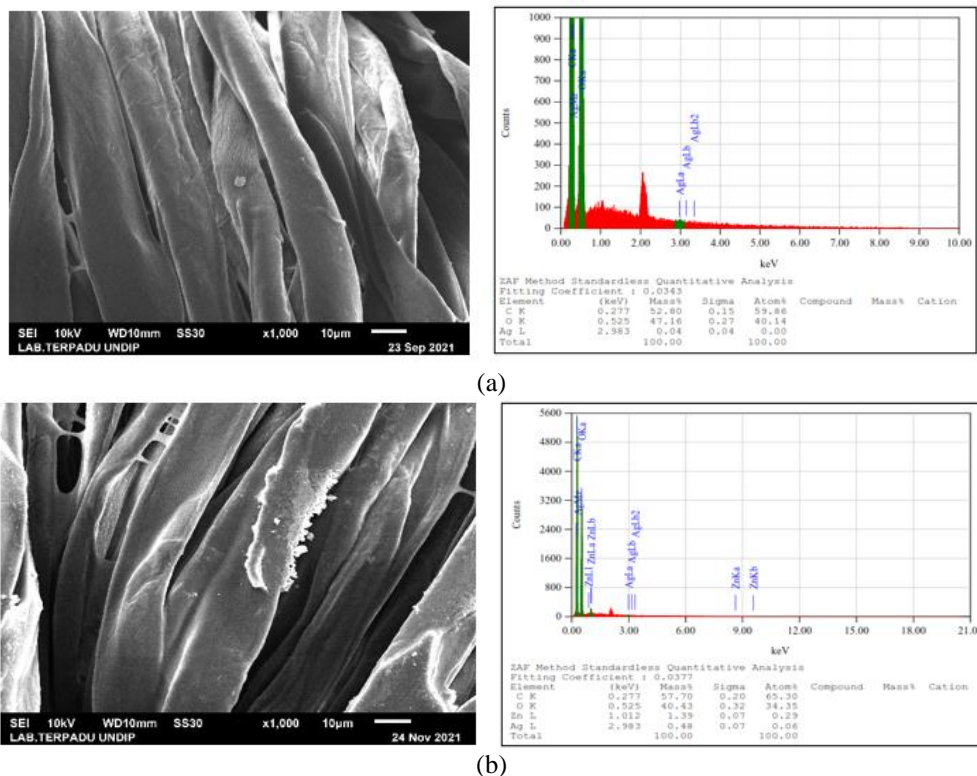 SEI 10kV WD10mm SS30 x1,000 10µm
LAB.TERPADU UNDIP 23 Sep 2021
1000
900
800
700
600
500
400
300
200
100
0
Counts
CKa
OKa
AgLa
AgLb
AgLb2
0.00 1.00 2.00 3.00 4.00 5.00 6.00 7.00 8.00 9.00 10.00
keV
ZAF Method Standardless Quantitative Analysis
Fitting Coefficient : 0.0343
Element (keV) Mass% Sigma Atom% Compound Mass% Cation
C K 0.277 52.80 0.15 59.86
O K 0.525 47.16 0.27 40.14
Ag L 2.983 0.04 0.04 0.00
Total 100.00 100.00
(a)
SEI 10kV WD10mm SS30 x1,000 10µm
LAB.TERPADU UNDIP 24 Nov 2021
5600
4800
4000
3200
2400
1600
800
0
Counts
CKa
OKa
ZnLl
ZnLa
ZnLb
AgLa
AgLb
AgLb2
ZnKa
ZnKb
0.00 3.00 6.00 9.00 12.00 15.00 18.00 21.00
keV
ZAF Method Standardless Quantitative Analysis
Fitting Coefficient : 0.0377
Element (keV) Mass% Sigma Atom% Compound Mass% Cation
C K 0.277 57.70 0.20 65.30
O K 0.525 40.43 0.32 34.35
Zn L 1.012 1.39 0.07 0.29
Ag L 2.983 0.48 0.07 0.06
Total 100.00 100.00
(b)